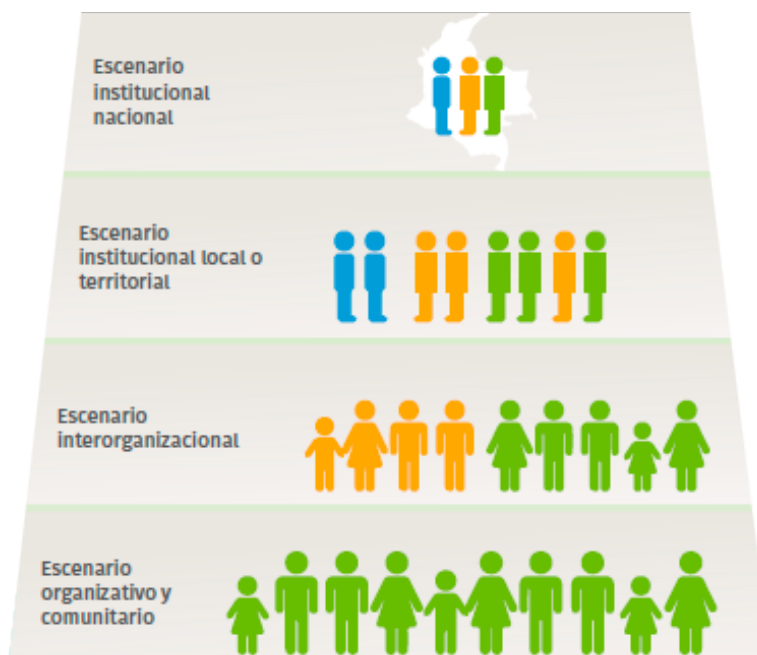 Escenario
institucional
nacional
Escenario
institucional local o
territorial
Escenario
interorganizacional
Escenario
organizativo y
comunitario